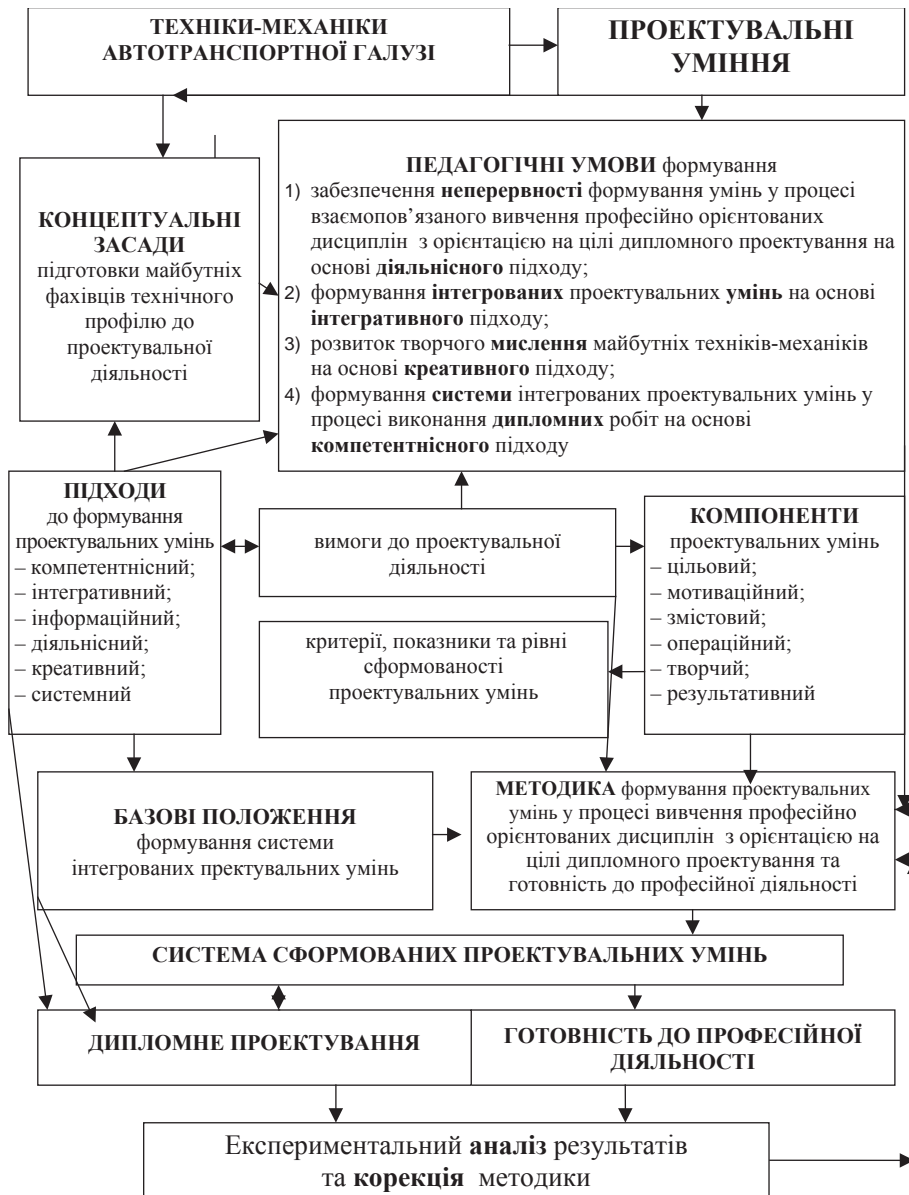 ТЕХНІКИ-МЕХАНІКИ
АВТОТРАНСПОРТНОЇ ГАЛУЗІ
ПРОЕКТУВАЛЬНІ
УМІННЯ
КОНЦЕПТУАЛЬНІ
ЗАСАДИ
підготовки майбутніх
фахівців технічного
профілю до
проектувальної
діяльності
ПЕДАГОГІЧНІ УМОВИ формування
1) забезпечення неперервності формування умінь у процесі
взаємопов’язаного вивчення професійно орієнтованих
дисциплін з орієнтацією на цілі дипломного проектування на
основі діяльнісного підходу;
2) формування інтегрованих проектувальних умінь на основі
інтегративного підходу;
3) розвиток творчого мислення майбутніх техніків-механіків
на основі креативного підходу;
4) формування системи інтегрованих проектувальних умінь у
процесі виконання дипломних робіт на основі
компетентнісного підходу
ПІДХОДИ
до формування
проектувальних умінь
– компетентнісний;
– інтегративний;
– інформаційний;
– діяльнісний;
– креативний;
– системний
вимоги до проектувальної
діяльності
КОМПОНЕНТИ
проектувальних умінь
– цільовий;
– мотиваційний;
– змістовий;
– операційний;
– творчий;
– результативний
критерії, показники та рівні
сформованості
проектувальних умінь
БАЗОВІ ПОЛОЖЕННЯ
формування системи
інтегрованих пректувальних умінь
МЕТОДИКА формування проектувальних
умінь у процесі вивчення професійно
орієнтованих дисциплін з орієнтацією на
цілі дипломного проектування та
готовність до професійної діяльності
СИСТЕМА СФОРМОВАНИХ ПРОЕКТУВАЛЬНИХ УМІНЬ
ДИПЛОМНЕ ПРОЕКТУВАННЯ
ГОТОВНІСТЬ ДО ПРОФЕСІЙНОЇ
ДІЯЛЬНОСТІ
Експериментальний аналіз результатів
та корекція методики